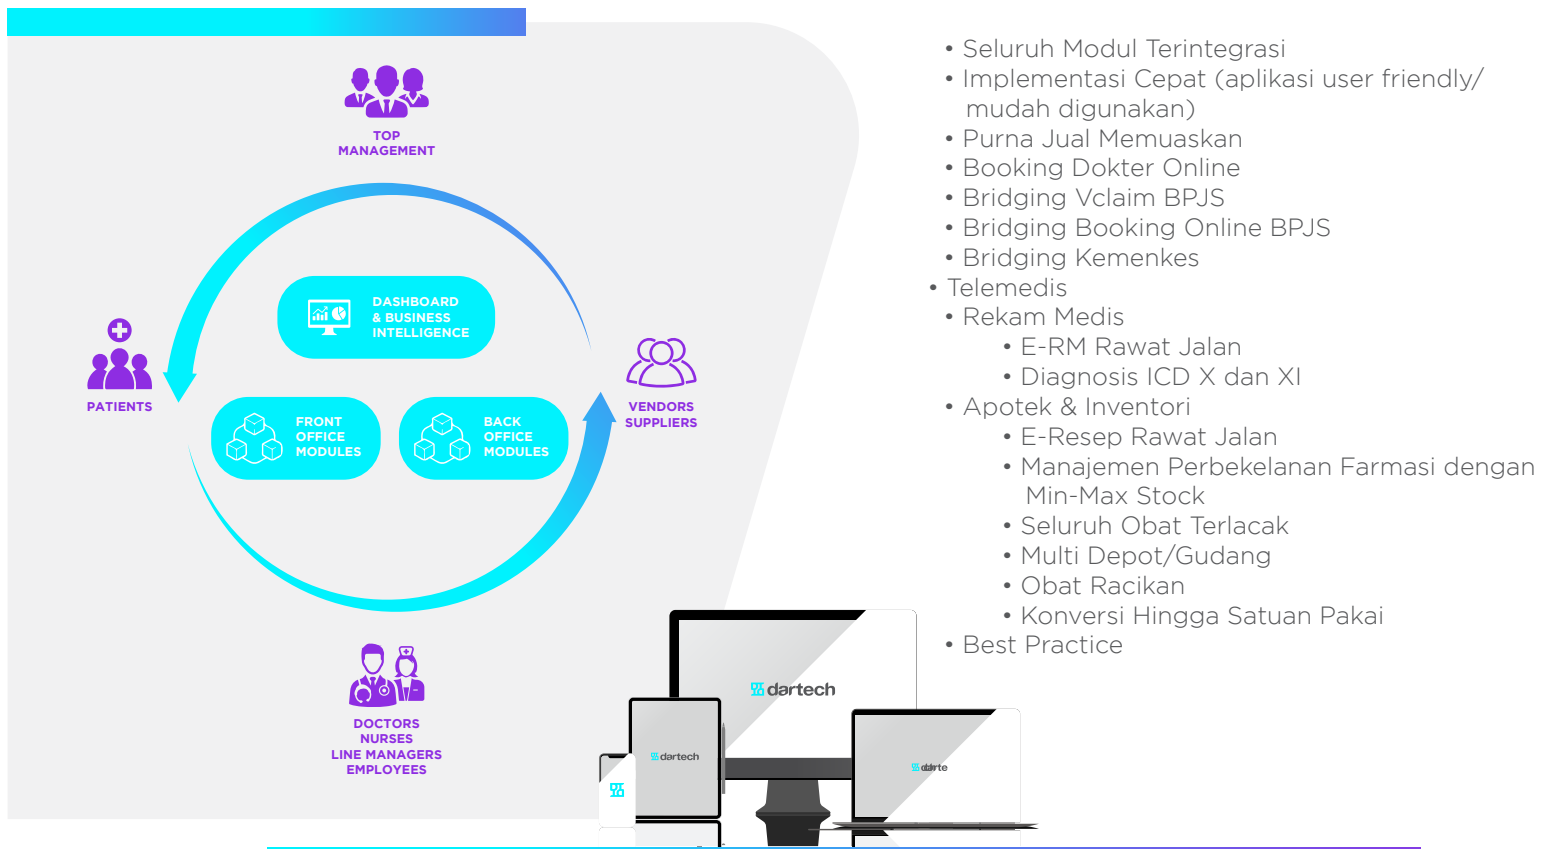 TOP
MANAGEMENT
DASHBOARD
& BUSINESS
INTELLIGENCE
PATIENTS
FRONT
OFFICE
MODULES
BACK
OFFICE
MODULES
VENDORS
SUPPLIERS
DOCTORS
NURSES
LINE MANAGERS
EMPLOYEES
• Seluruh Modul Terintegrasi
• Implementasi Cepat (aplikasi user friendly/
mudah digunakan)
• Purna Jual Memuaskan
• Booking Dokter Online
• Bridging Vclaim BPJS
• Bridging Booking Online BPJS
• Bridging Kemenkes
• Telemedis
• Rekam Medis
• E-RM Rawat Jalan
• Diagnosis ICD X dan XI
• Apotek & Inventori
• E-Resep Rawat Jalan
• Manajemen Perbekelanan Farmasi dengan
Min-Max Stock
• Seluruh Obat Terlacak
• Multi Depot/Gudang
• Obat Racikan
• Konversi Hingga Satuan Pakai
• Best Practice
dartech
dartech